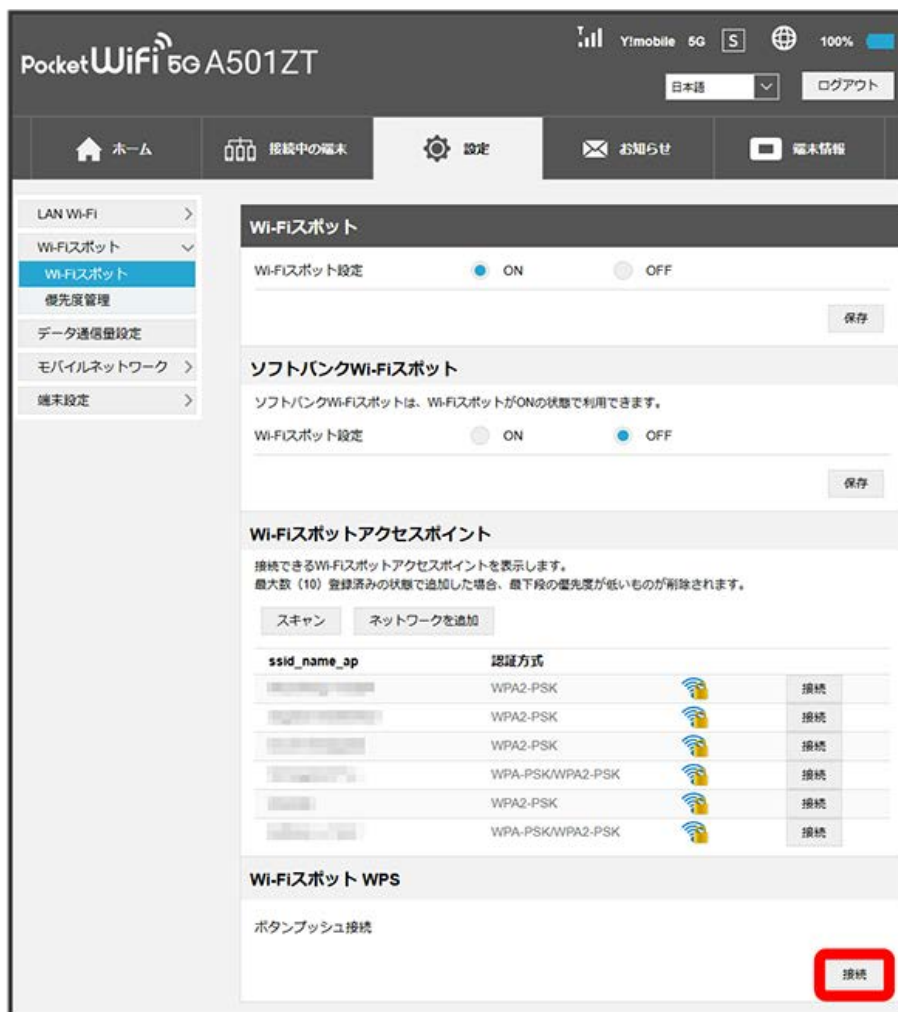 Pocket WiFi 5G A501ZT
Y!mobile 5G S 100%
日本語 ログアウト
ホーム 接続中の端末 設定 お知らせ 端末情報
LAN Wi-Fi
Wi-Fiスポット
Wi-Fiスポット
優先度管理
データ通信量設定
モバイルネットワーク
端末設定
Wi-Fiスポット
Wi-Fiスポット設定 ON OFF
保存
ソフトバンクWi-Fiスポット
ソフトバンクWi-Fiスポットは、Wi-FiスポットがONの状態で利用できます。
Wi-Fiスポット設定 ON OFF
保存
Wi-Fiスポットアクセスポイント
接続できるWi-Fiスポットアクセスポイントを表示します。
最大数（10）登録済みの状態で追加した場合、最下段の優先度が低いものが削除されます。
スキャン ネットワークを追加
ssid_name_ap 認証方式
WPA2-PSK 接続
WPA2-PSK 接続
WPA2-PSK 接続
WPA-PSK/WPA2-PSK 接続
WPA2-PSK 接続
WPA-PSK/WPA2-PSK 接続
Wi-Fiスポット WPS
ボタンプッシュ接続
接続